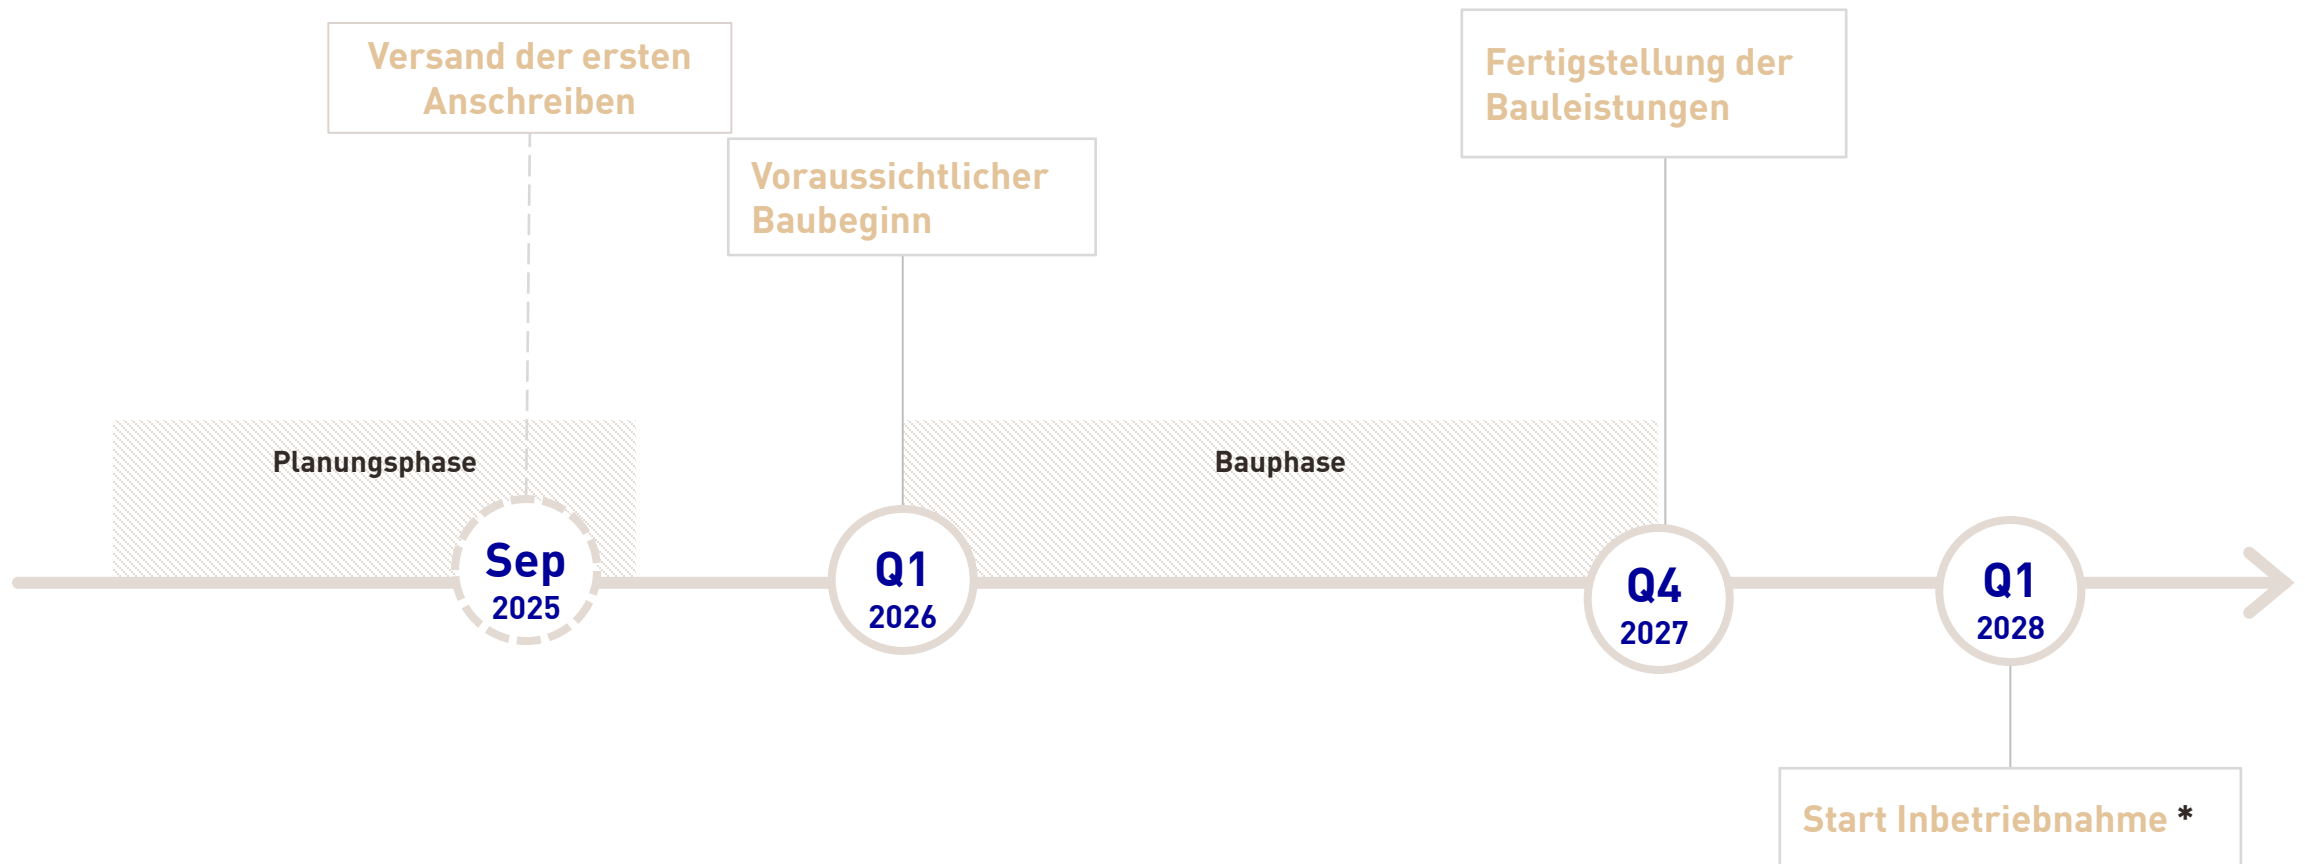 Versand der ersten
Anschreiben
Voraussichtlicher
Baubeginn
Fertigstellung der
Bauleistungen
Planungsphase
Bauphase
Sep
2025
Q1
2026
Q4
2027
Q1
2028
Start Inbetriebnahme *